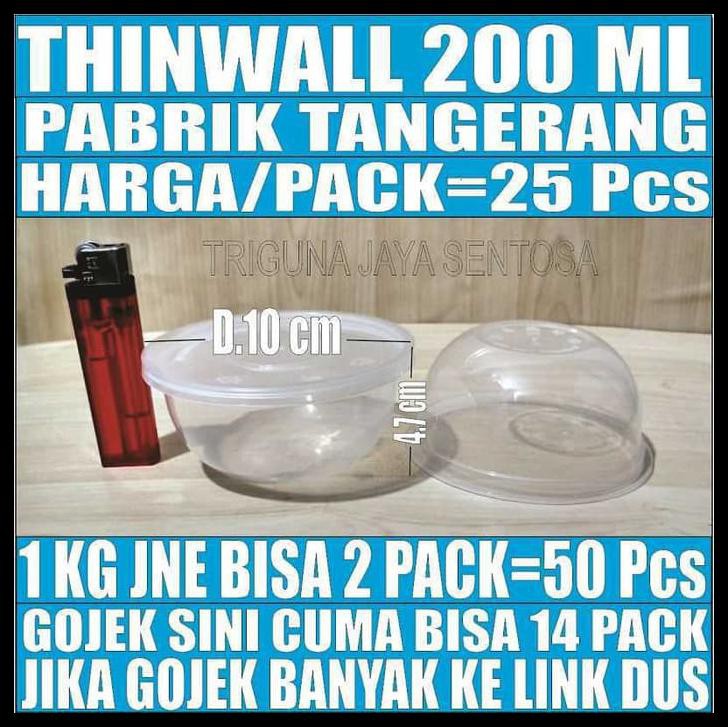 THINWALL 200 ML
PABRIK TANGERANG
HARGA/PACK=25 Pcs
TRIGUNA JAYA SENTOSA
D.10 cm
4.7 cm
1 KG JNE BISA 2 PACK=50 Pcs
GOJEK SINI CUMA BISA 14 PACK
JIKA GOJEK BANYAK KE LINK DUS